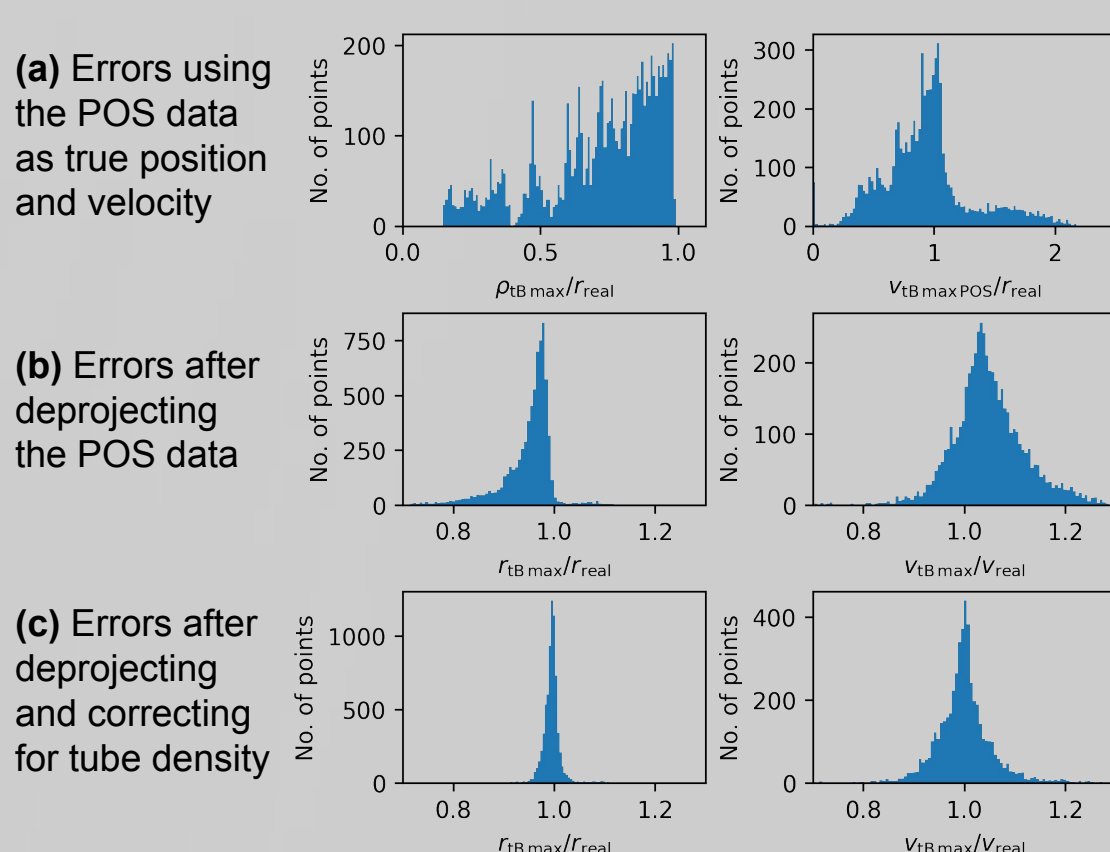 (a) Errors using
the POS data
as true position
and velocity
No. of points
200
100
0
0.0 0.5 1.0
ρtB max/rreal
No. of points
300
200
100
0
0 1 2
vtB max POS/rreal
(b) Errors after
deprojecting
the POS data
No. of points
750
500
250
0
0.8 1.0 1.2
rtB max/rreal
No. of points
200
100
0
0.8 1.0 1.2
vtB max/vreal
(c) Errors after
deprojecting
and correcting
for tube density
No. of points
1000
500
0
0.8 1.0 1.2
rtB max/rreal
No. of points
400
200
0
0.8 1.0 1.2
vtB max/vreal